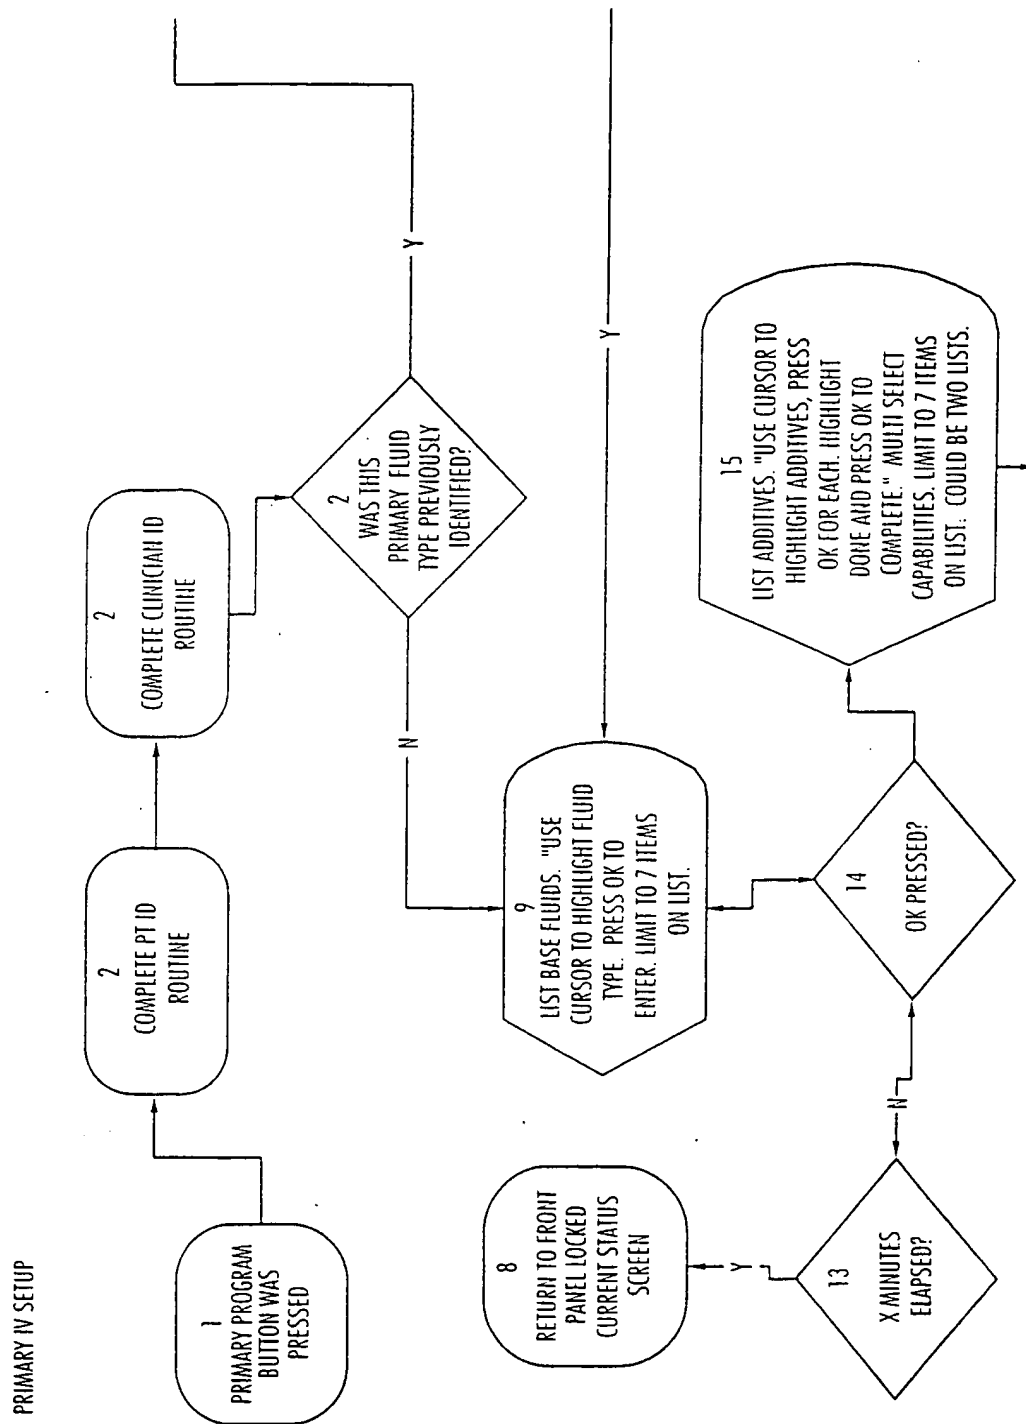 PRIMARY IV SETUP
1
PRIMARY PROGRAM
BUTTON WAS
PRESSED
2
COMPLETE PT ID
ROUTINE
2
COMPLETE CLINICIAN ID
ROUTINE
2
WAS THIS
PRIMARY FLUID
TYPE PREVIOUSLY
IDENTIFIED?
N
Y
9
LIST BASE FLUIDS. "USE
CURSOR TO HIGHLIGHT FLUID
TYPE. PRESS OK TO
ENTER. LIMIT TO 7 ITEMS
ON LIST.
Y
8
RETURN TO FRONT
PANEL LOCKED
CURRENT STATUS
SCREEN
Y
13
X MINUTES
ELAPSED?
N
14
OK PRESSED?
15
LIST ADDITIVES. "USE CURSOR TO
HIGHLIGHT ADDITIVES, PRESS
OK FOR EACH. HIGHLIGHT
DONE AND PRESS OK TO
COMPLETE." MULTI SELECT
CAPABILITIES. LIMIT TO 7 ITEMS
ON LIST. COULD BE TWO LISTS.